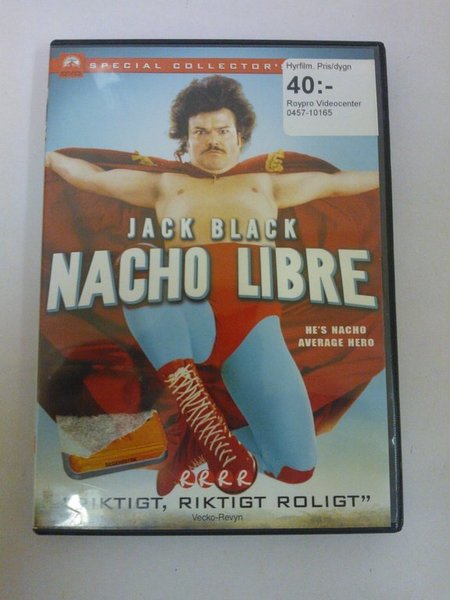 SPECIAL COLLECTOR'S
Hyrfilm. Pris/dygn
40:-
Roypro Videocenter
0457-10165
JACK BLACK
NACHO LIBRE
HE'S NACHO
AVERAGE HERO
RRRR
RIKTIGT, RIKTIGT ROLIGT"
Vecko-Revyn